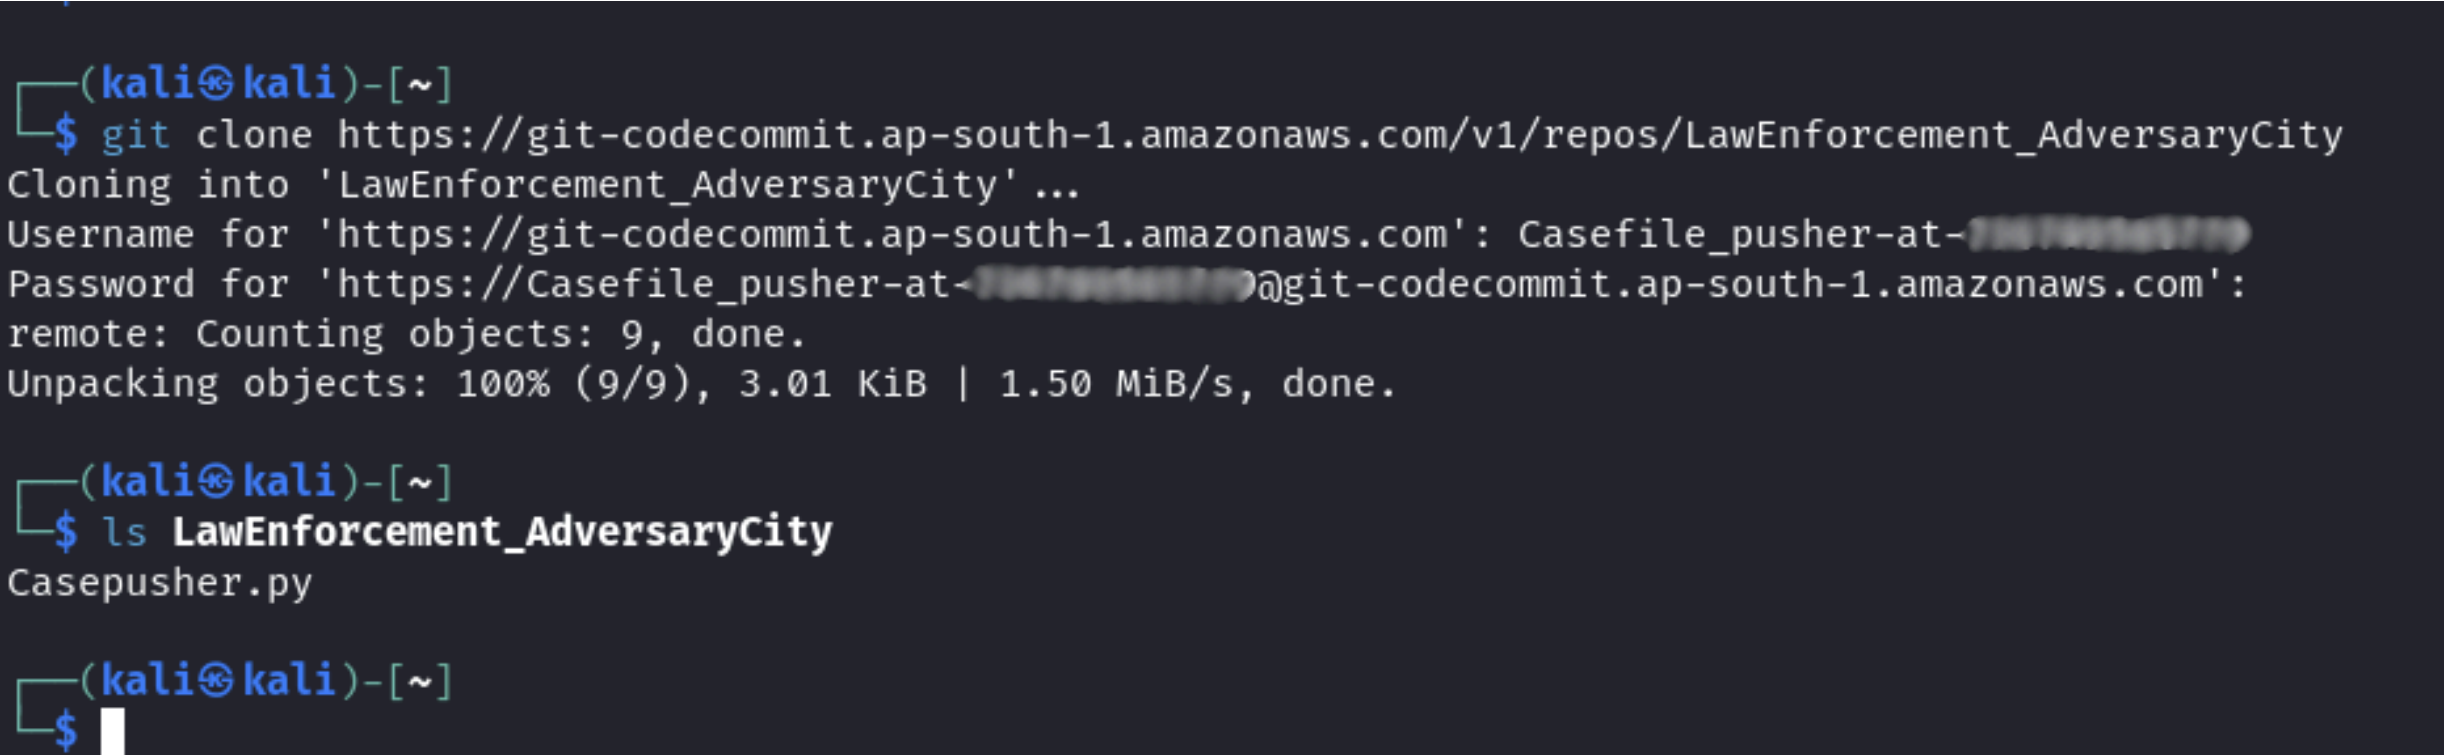 ┌──(kali㉿kali)-[~]
└─$ git clone https://git-codecommit.ap-south-1.amazonaws.com/v1/repos/LawEnforcement_AdversaryCity
Cloning into 'LawEnforcement_AdversaryCity'...
Username for 'https://git-codecommit.ap-south-1.amazonaws.com': Casefile_pusher-at-
Password for 'https://Casefile_pusher-at-@git-codecommit.ap-south-1.amazonaws.com':
remote: Counting objects: 9, done.
Unpacking objects: 100% (9/9), 3.01 KiB | 1.50 MiB/s, done.
┌──(kali㉿kali)-[~]
└─$ ls LawEnforcement_AdversaryCity
Casepusher.py
┌──(kali㉿kali)-[~]
└─$